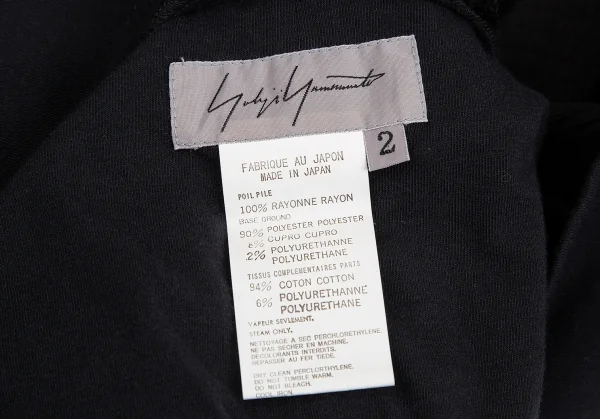 Yohji Yamamoto
2
FABRIQUE AU JAPON
MADE IN JAPAN
POIL PILE
100% RAYONNE RAYON
BASE GROUND
90% POLYESTER POLYESTER
8% CUPRO CUPRO
2% POLYURETHANNE
POLYURETHANE
TISSUS COMPLEMENTAIRES PARTS
94% COTON COTTON
6% POLYURETHANNE
POLYURETHANE
VAPEUR SEVLEMENT.
STEAM ONLY.
NETTOYAGE A SEC PERCHLORETHYLENE.
NE PAS SECHER EN MACHINE.
DECOLORANTS INTERDITS.
REPASSER AU FER TIEDE.
DRY CLEAN PERCLORETHYLENE.
DO NOT TUMBLE WARM.
DO NOT BLEACH.
COOL IRON.